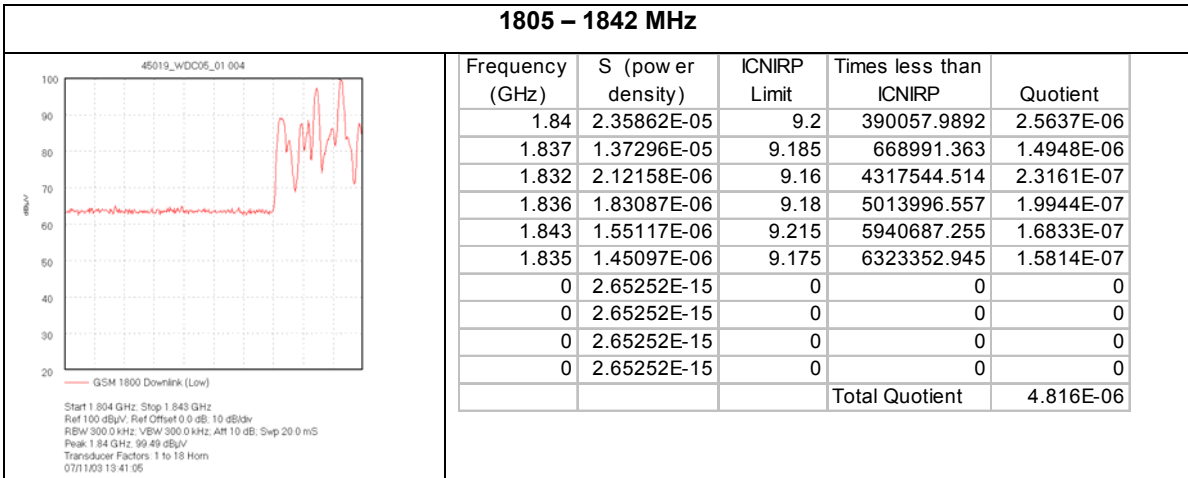 1805 – 1842 MHz
45019_WDC05_01 004
100
90
80
70
60
50
40
30
20
dBµV
GSM 1800 Downlink (Low)
Start 1.804 GHz; Stop 1.843 GHz
Ref 100 dBµV; Ref Offset 0.0 dB; 10 dB/div
RBW 300.0 kHz; VBW 300.0 kHz; Att 10 dB; Swp 20.0 mS
Peak 1.84 GHz, 99.49 dBµV
Transducer Factors: 1 to 18 Horn
07/11/03 13:41:05
Frequency (GHz) S (pow er density) ICNIRP Limit Times less than ICNIRP Quotient
1.84 2.35862E-05 9.2 390057.9892 2.5637E-06
1.837 1.37296E-05 9.185 668991.363 1.4948E-06
1.832 2.12158E-06 9.16 4317544.514 2.3161E-07
1.836 1.83087E-06 9.18 5013996.557 1.9944E-07
1.843 1.55117E-06 9.215 5940687.255 1.6833E-07
1.835 1.45097E-06 9.175 6323352.945 1.5814E-07
0 2.65252E-15 0 0 0
0 2.65252E-15 0 0 0
0 2.65252E-15 0 0 0
0 2.65252E-15 0 0 0
Total Quotient 4.816E-06